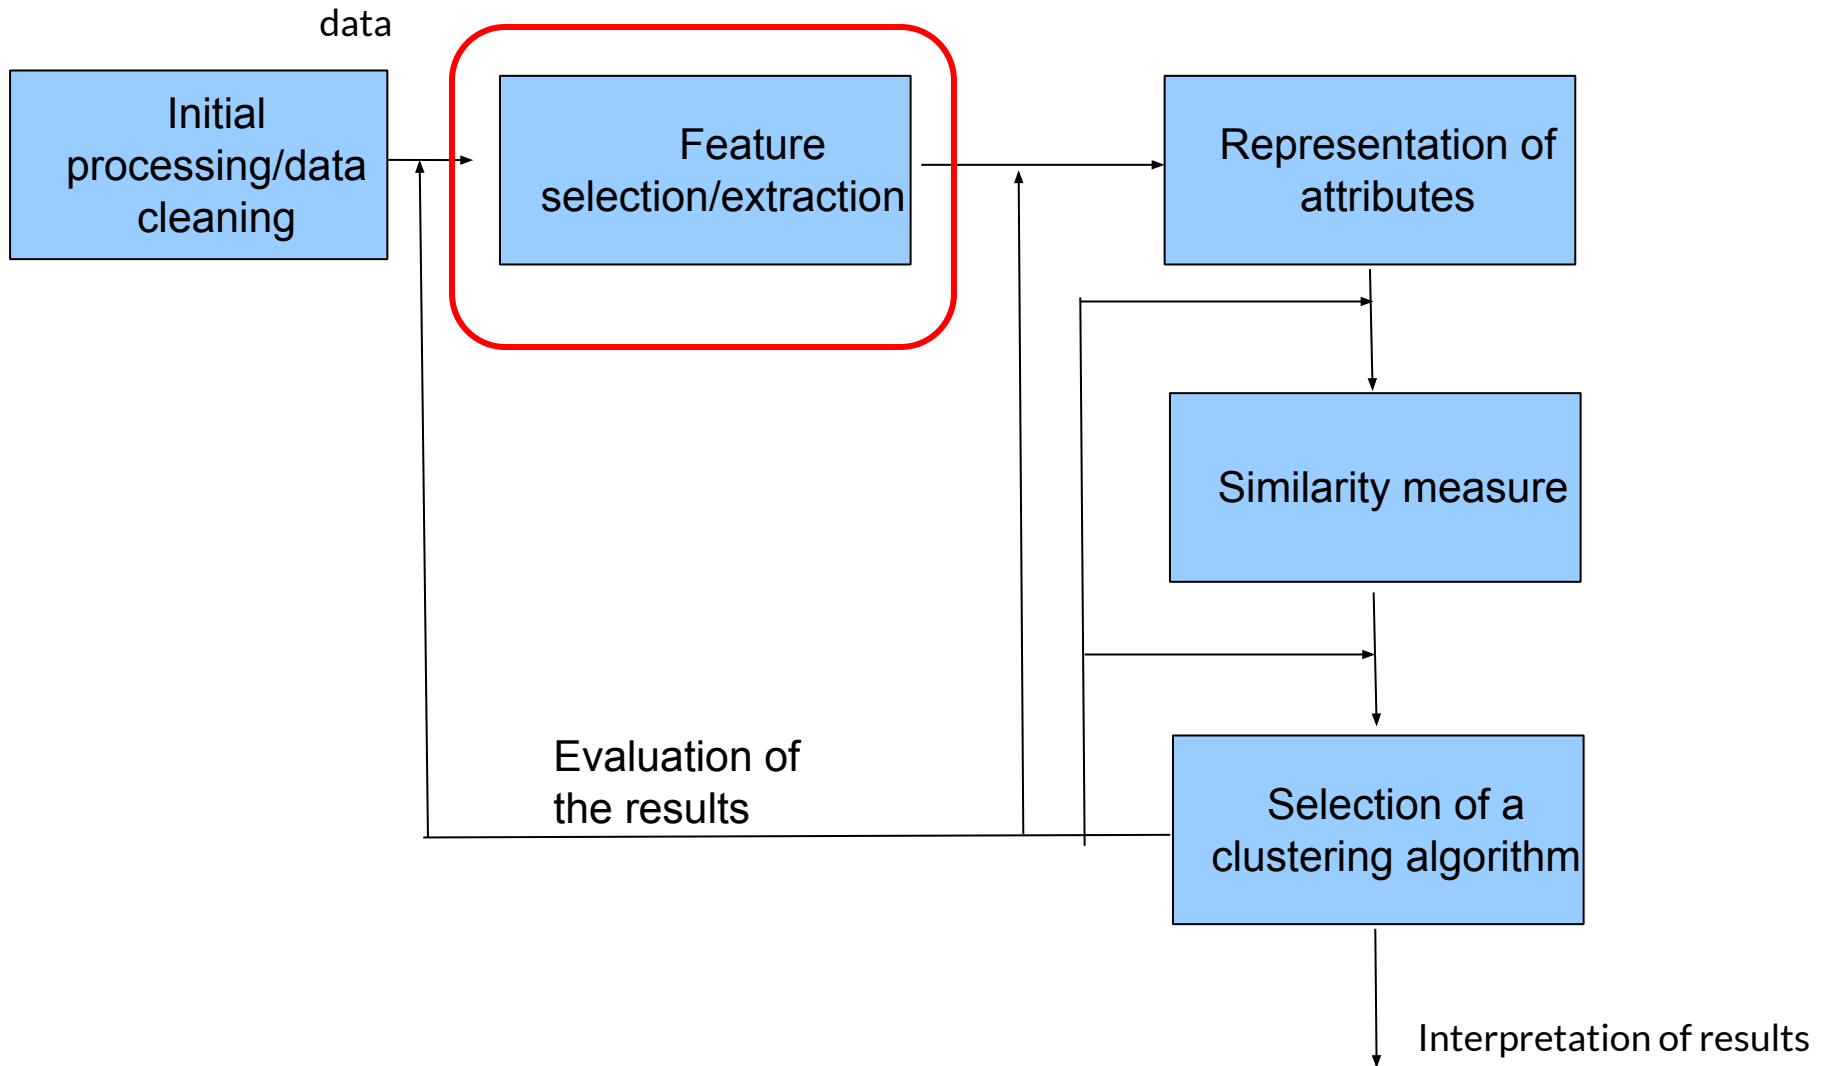 data
Initial
processing/data
cleaning
Feature
selection/extraction
Representation of
attributes
Similarity measure
Evaluation of
the results
Selection of a
clustering algorithm
Interpretation of results